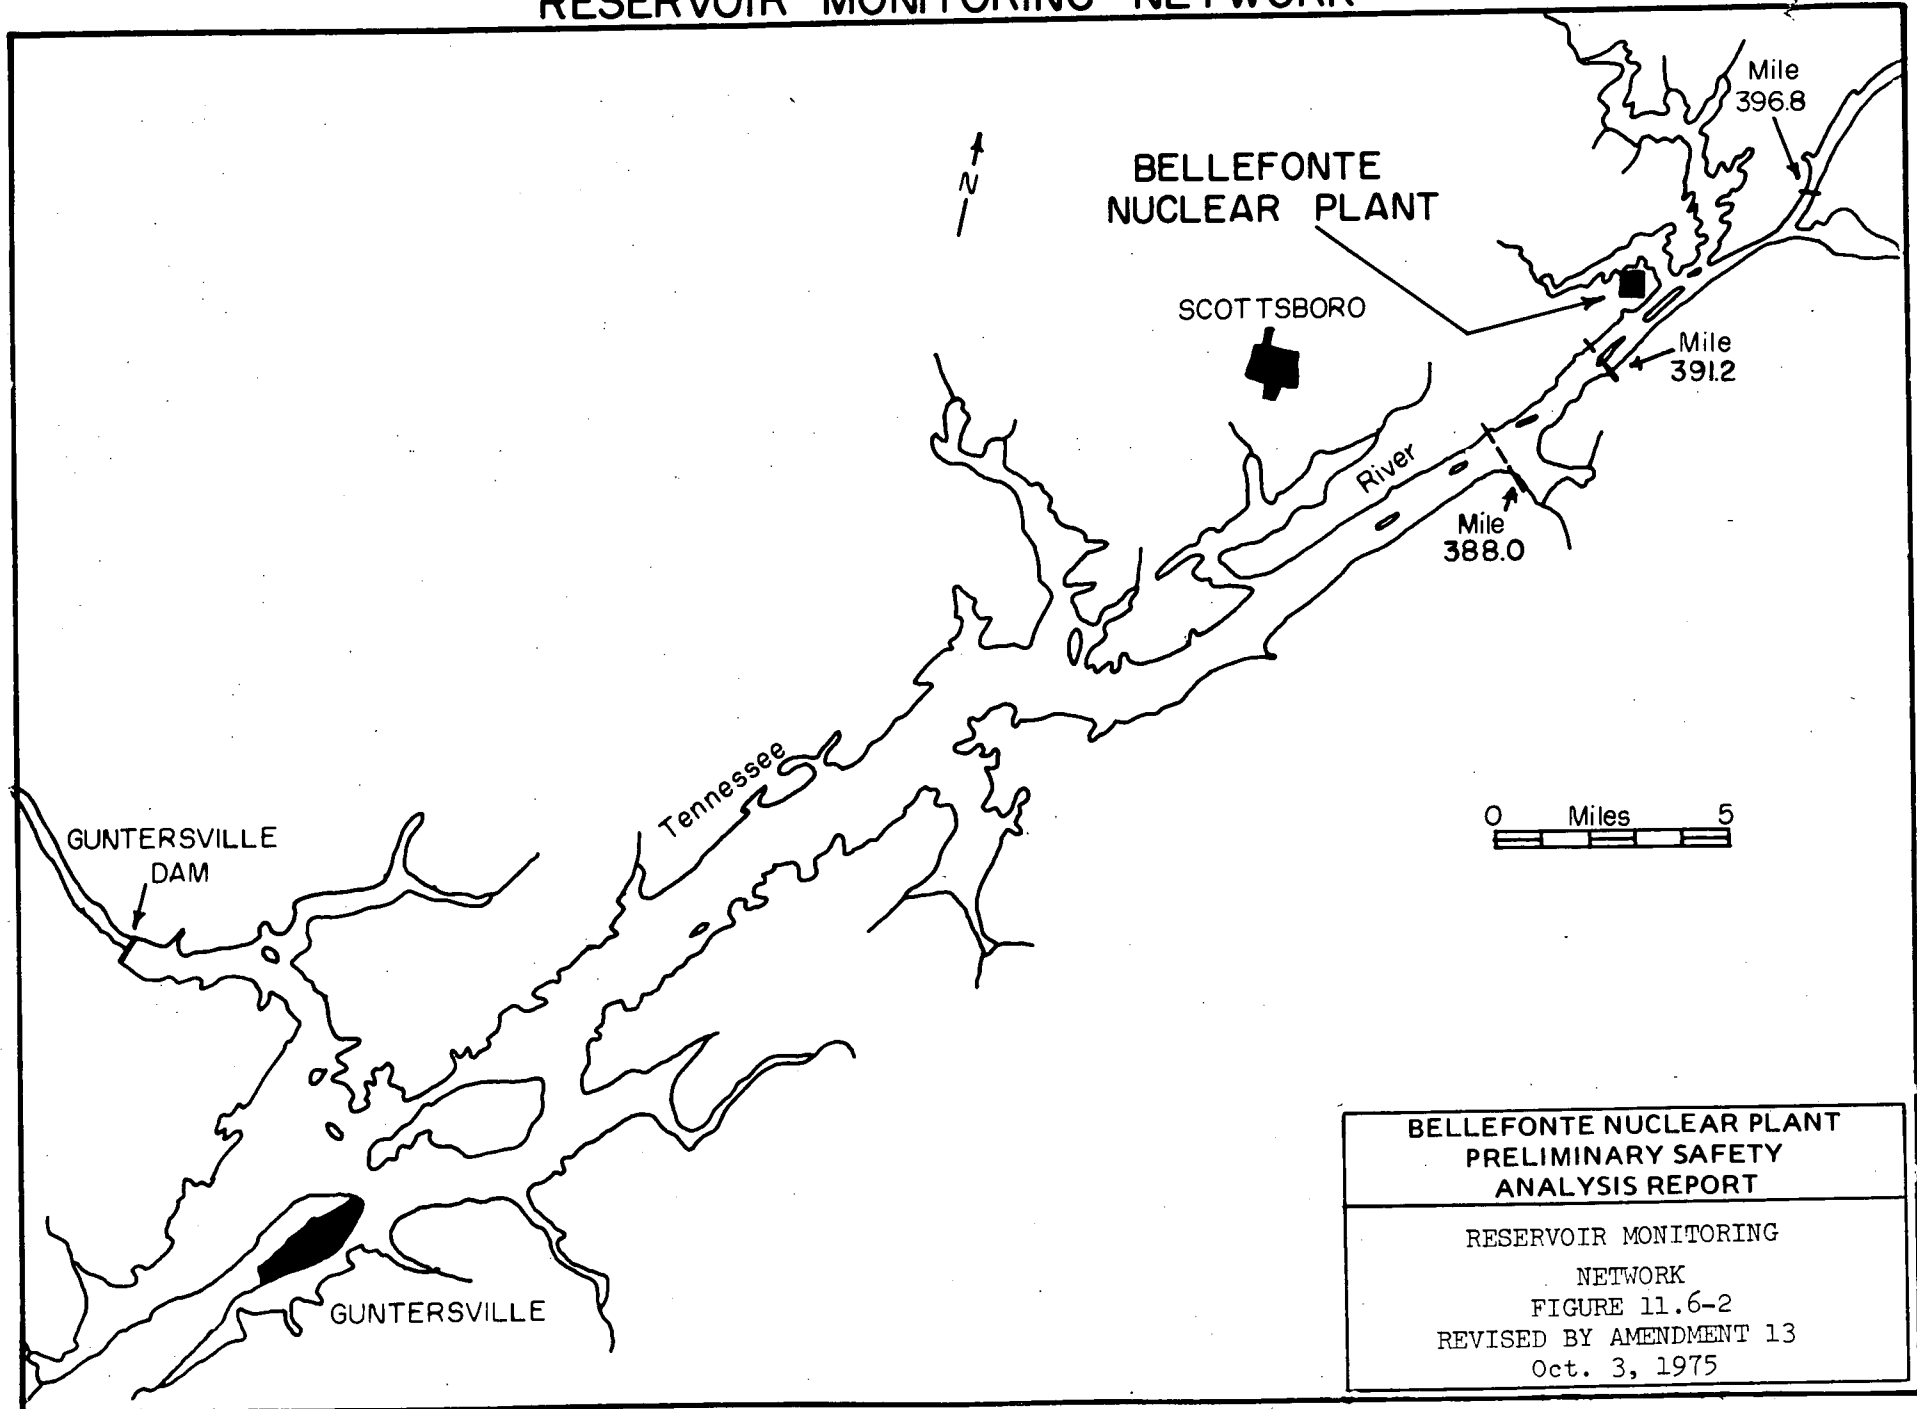 RESERVOIR MONITORING NETWORK
Mile
396.8
N
BELLEFONTE
NUCLEAR PLANT
SCOTTSBORO
Mile
391.2
River
Mile
388.0
Tennessee
0 Miles 5
GUNTERSVILLE
DAM
GUNTERSVILLE
BELLEFONTE NUCLEAR PLANT
PRELIMINARY SAFETY
ANALYSIS REPORT
RESERVOIR MONITORING
NETWORK
FIGURE 11.6-2
REVISED BY AMENDMENT 13
Oct. 3, 1975